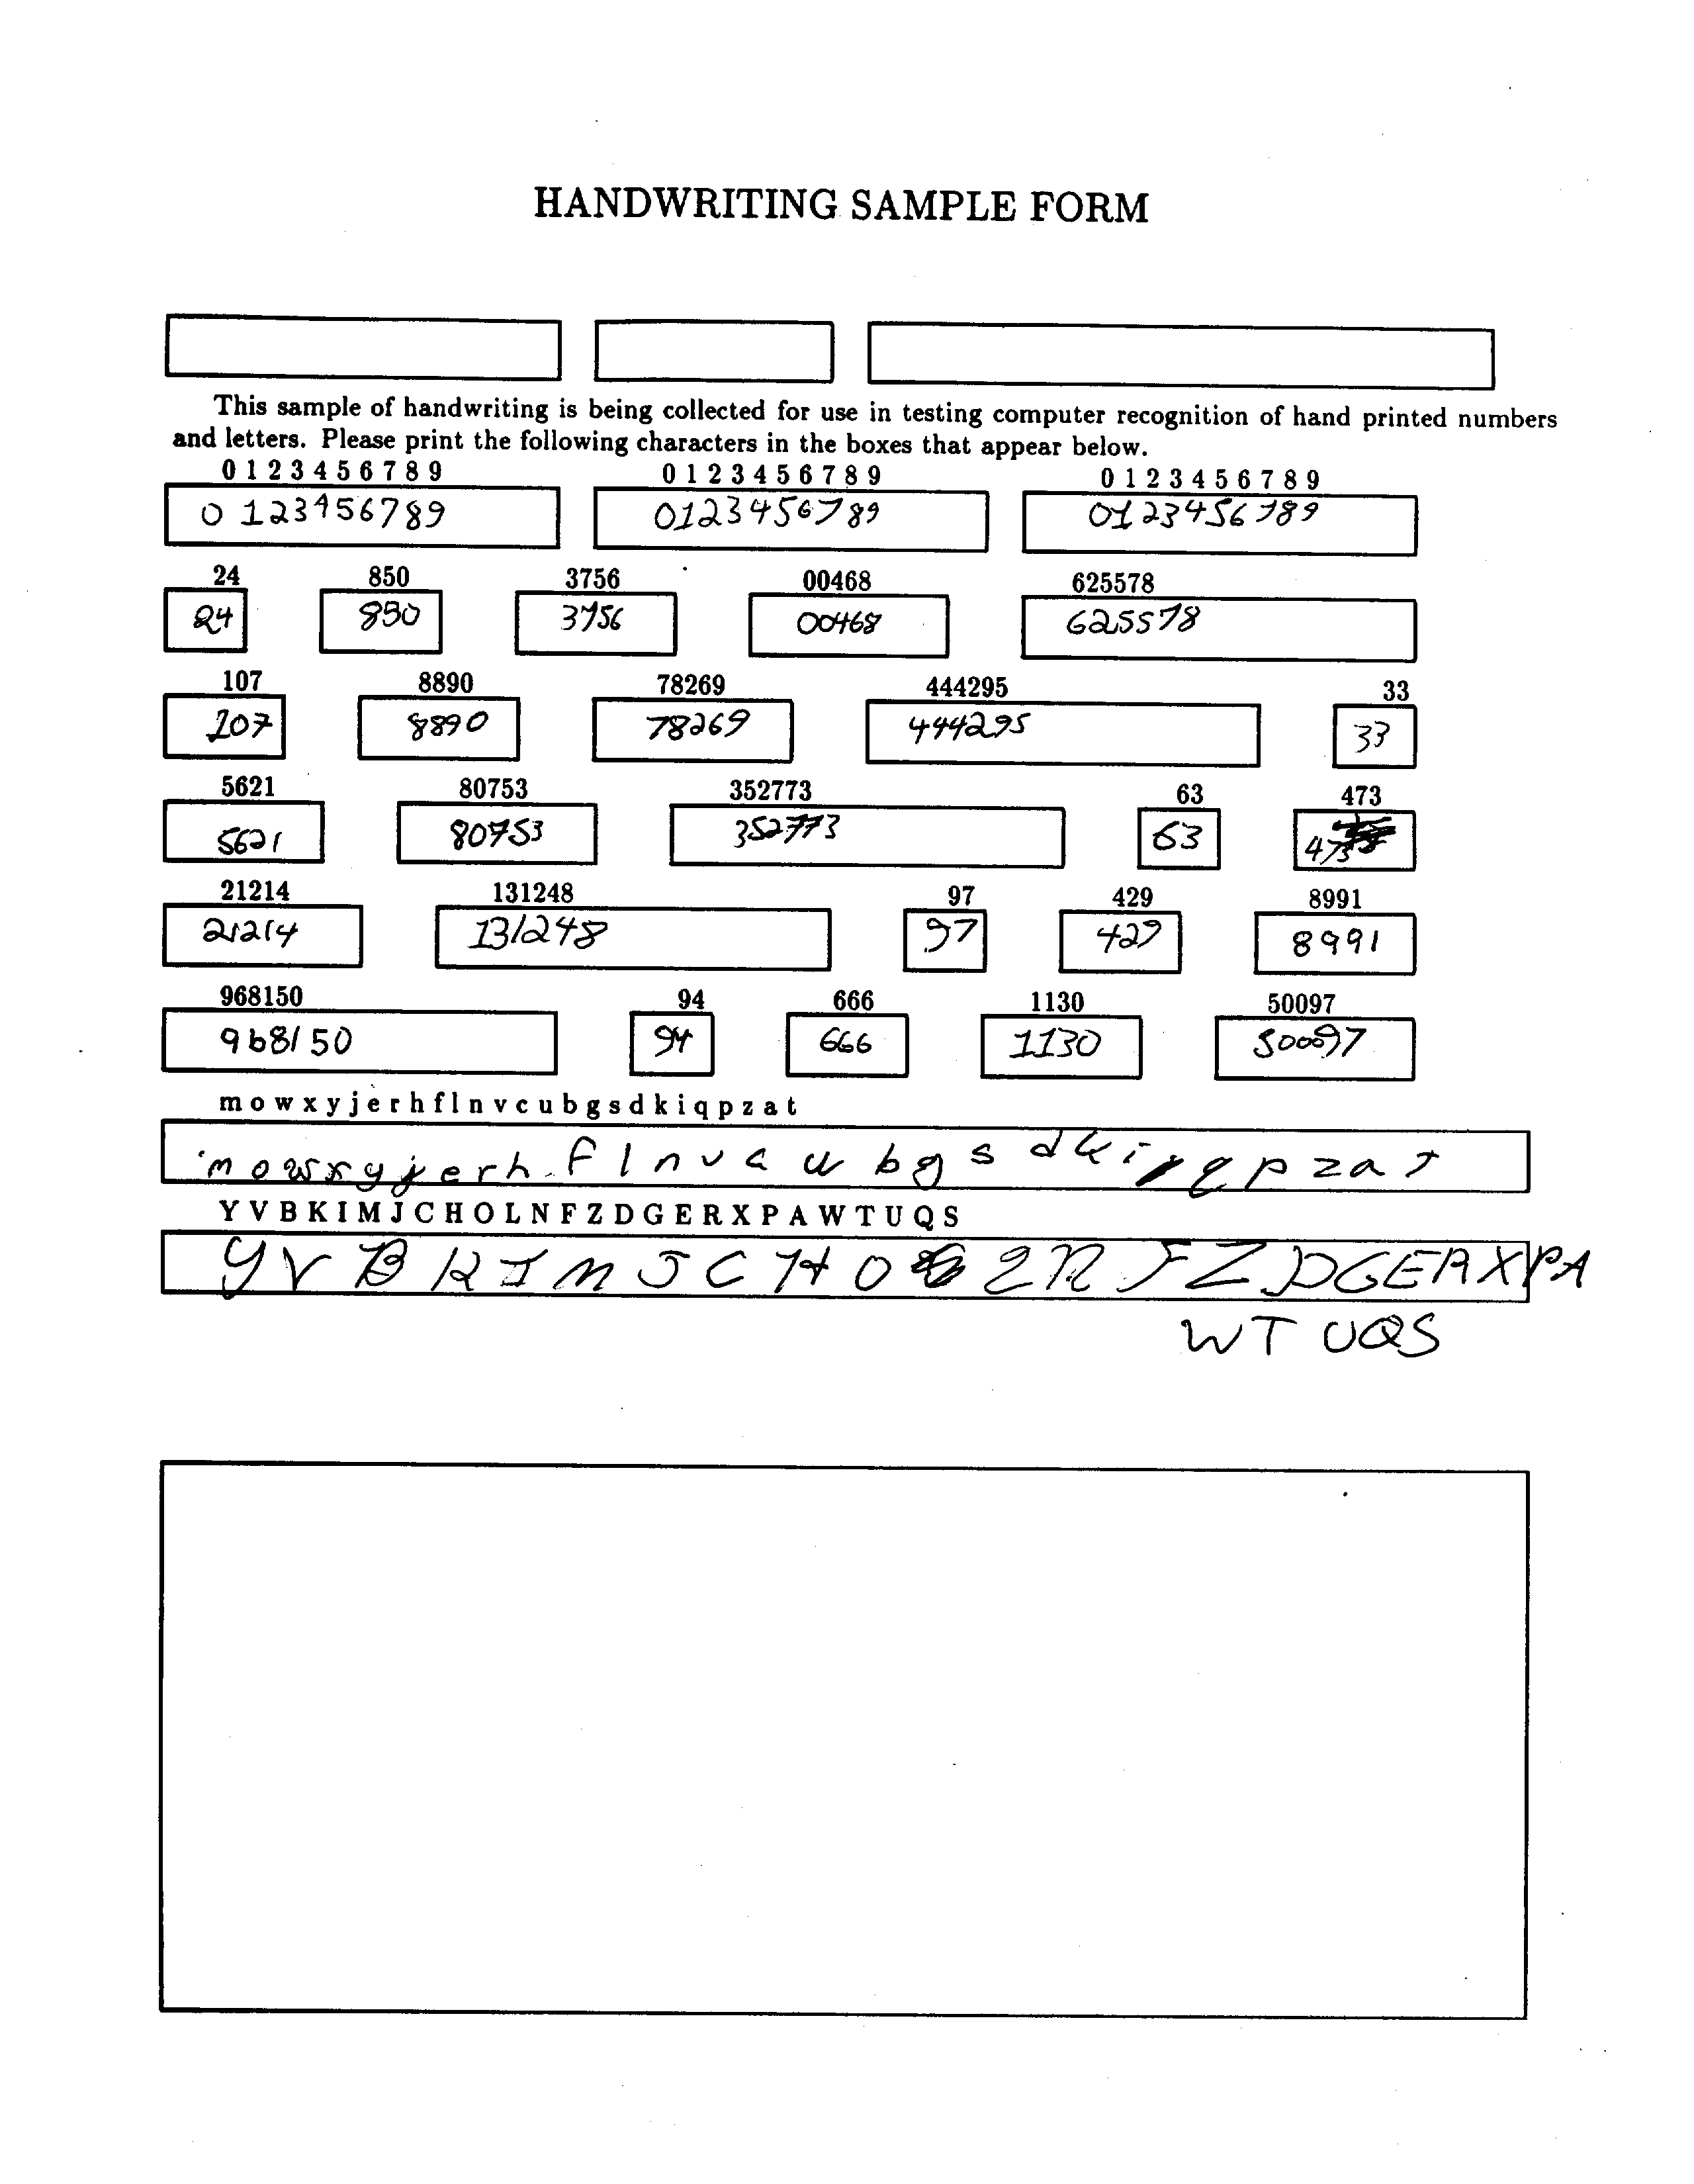 HANDWRITING SAMPLE FORM
This sample of handwriting is being collected for use in testing computer recognition of hand printed numbers
and letters. Please print the following characters in the boxes that appear below.
0 1 2 3 4 5 6 7 8 9 0 1 2 3 4 5 6 7 8 9 0 1 2 3 4 5 6 7 8 9
0 123456789 0123456789 0123456789
24 850 3756 00468 625578
24 850 3756 00468 625578
107 8890 78269 444295 33
107 8890 78269 444295 33
5621 80753 352773 63 473
5621 80753 352773 63 473
21214 131248 97 429 8991
21214 131248 97 429 8991
968150 94 666 1130 50097
968150 94 666 1130 50097
m o w x y j e r h f l n v c u b g s d k i q p z a t
m o w x y j e r h f l n v c u b g s d k i q p z a t
Y V B K I M J C H O L N F Z D G E R X P A W T U Q S
Y V B K I M J C H O L N F Z D G E R X P A
W T U Q S